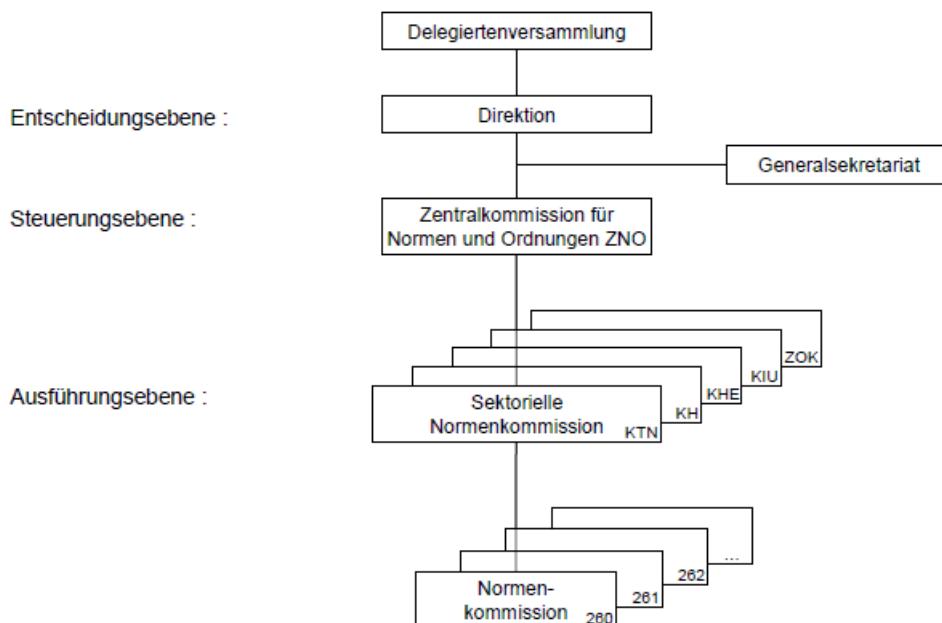 Delegiertenversammlung
Entscheidungsebene :
Direktion
Generalsekretariat
Steuerungsebene :
Zentralkommission für
Normen und Ordnungen ZNO
ZOK
KIU
KHE
KH
Ausführungsebene :
Sektorielle
Normenkommission
KTN
...
262
261
Normen-
kommission
260